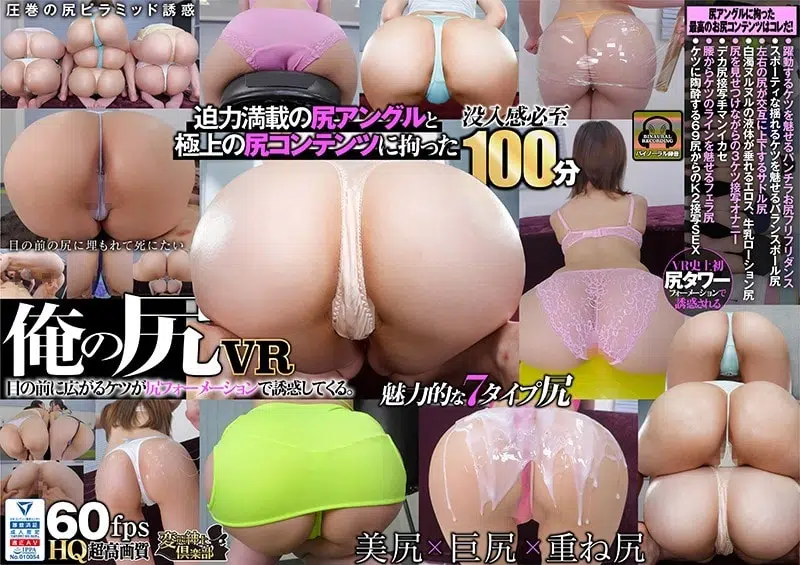 圧巻の尻ピラミッド誘惑
迫力満載の尻アングルと
極上の尻コンテンツに拘った
没入感必至
100分
BINAURAL
RECORDING
バイノーラル録音
尻アングルに拘った
最高のお尻コンテンツはコレだ!
躍動するケツを魅せるパンチラお尻フリフリダンス
スポーティな揺れるケツを魅せるバランスボール尻
左右の尻が交互に上下するサドル尻
白濁ヌルヌルの液体が垂れるエロス、牛乳ローション尻
尻を見せつけながらの3ケツ接写オナニー
デカ尻接写手マンイカセ
腰からケツのラインを魅せるフェラ尻
ケツに陶酔する69尻からのK2接写SEX
目の前の尻に埋もれて死にたい
VR史上初
尻タワー
フォーメーションで
誘惑される
俺の尻VR
目の前に広がるケツが尻フォーメーションで誘惑してくる。
魅力的な7タイプ尻
適正AV
IPPA
No.010054
60fps
HQ超高画質
変態紳士
倶楽部
美尻×巨尻×重ね尻